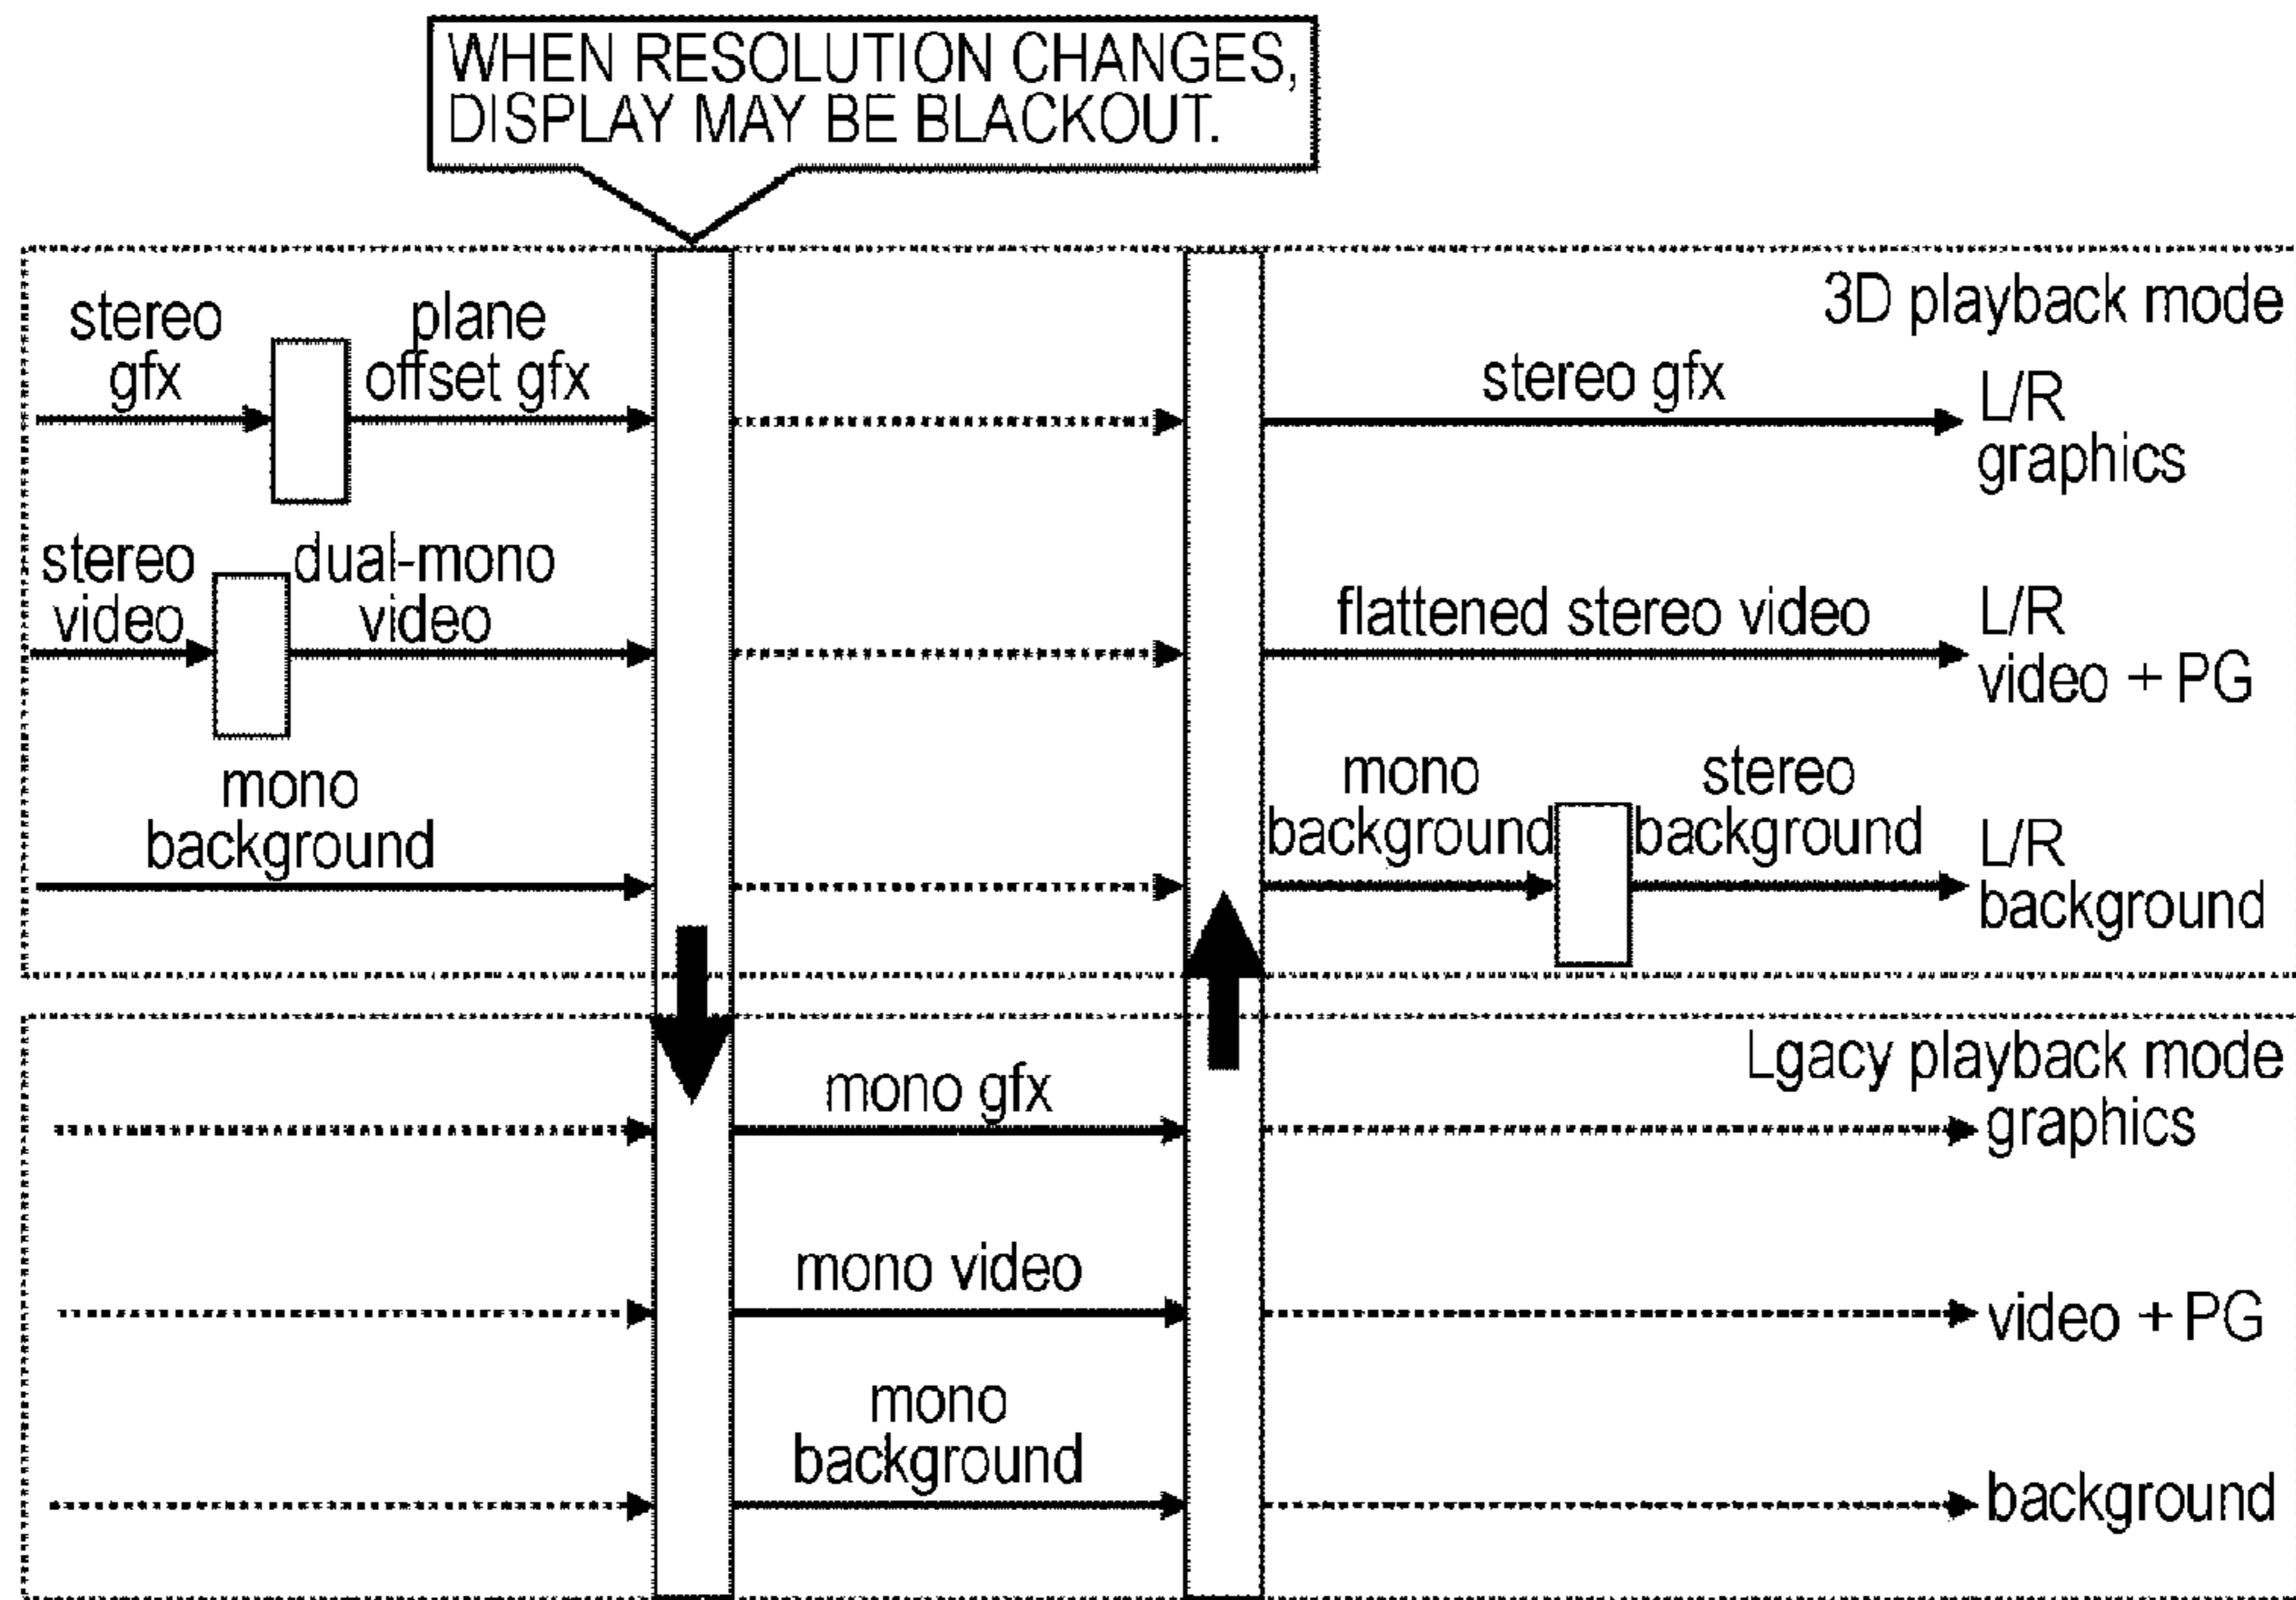 WHEN RESOLUTION CHANGES,
DISPLAY MAY BE BLACKOUT.
3D playback mode
stereo
gfx
plane
offset gfx
stereo gfx
L/R
graphics
stereo
video
dual-mono
video
flattened stereo video
L/R
video + PG
mono
background
mono
background
stereo
background
L/R
background
Lgacy playback mode
mono gfx
graphics
mono video
video + PG
mono
background
background